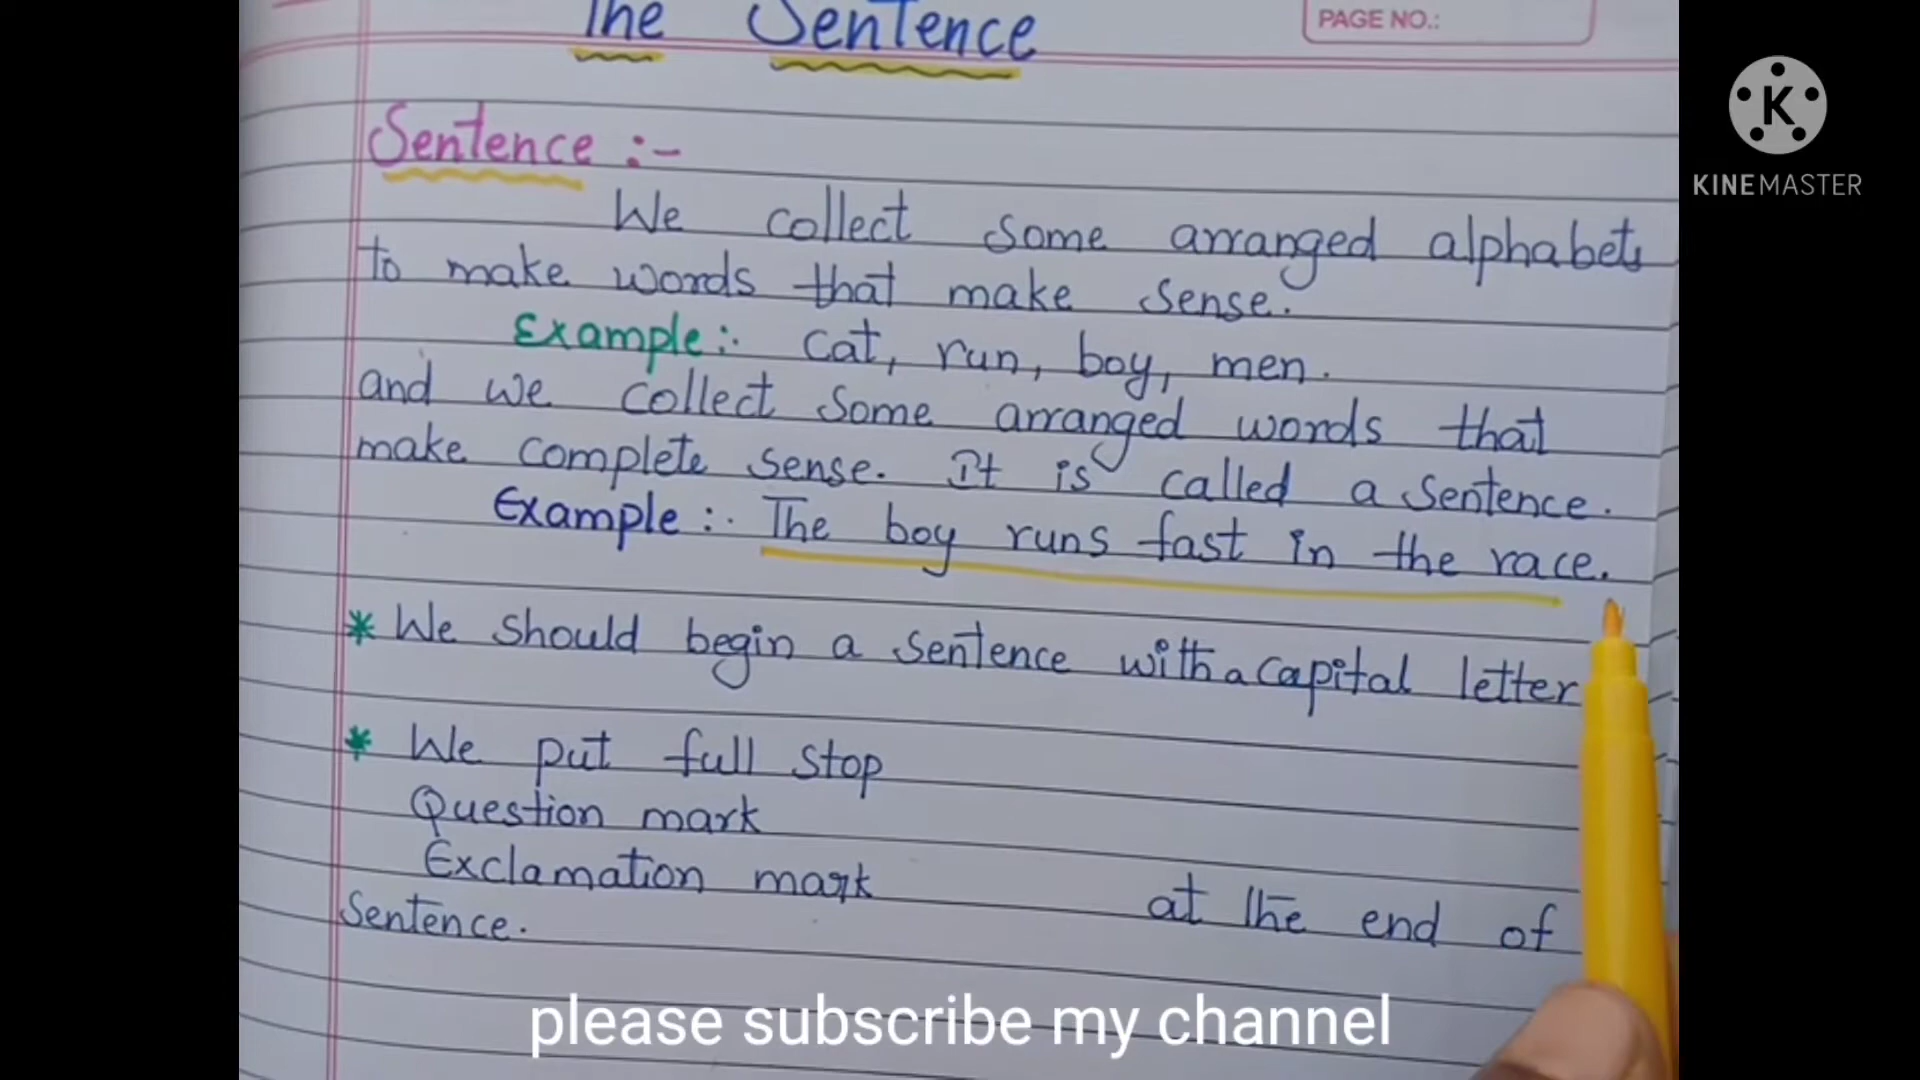 The Sentence
PAGE NO.:
K
KINEMASTER
Sentence :-
We collect some arranged alphabets
to make words that make sense.
Example:- cat, run, boy, men.
and we collect some arranged words that
make complete sense. It is called a sentence.
Example:- The boy runs fast in the race.
* We should begin a sentence with a capital letter
* We put full stop
Question mark
Exclamation mark at the end of
Sentence.
please subscribe my channel